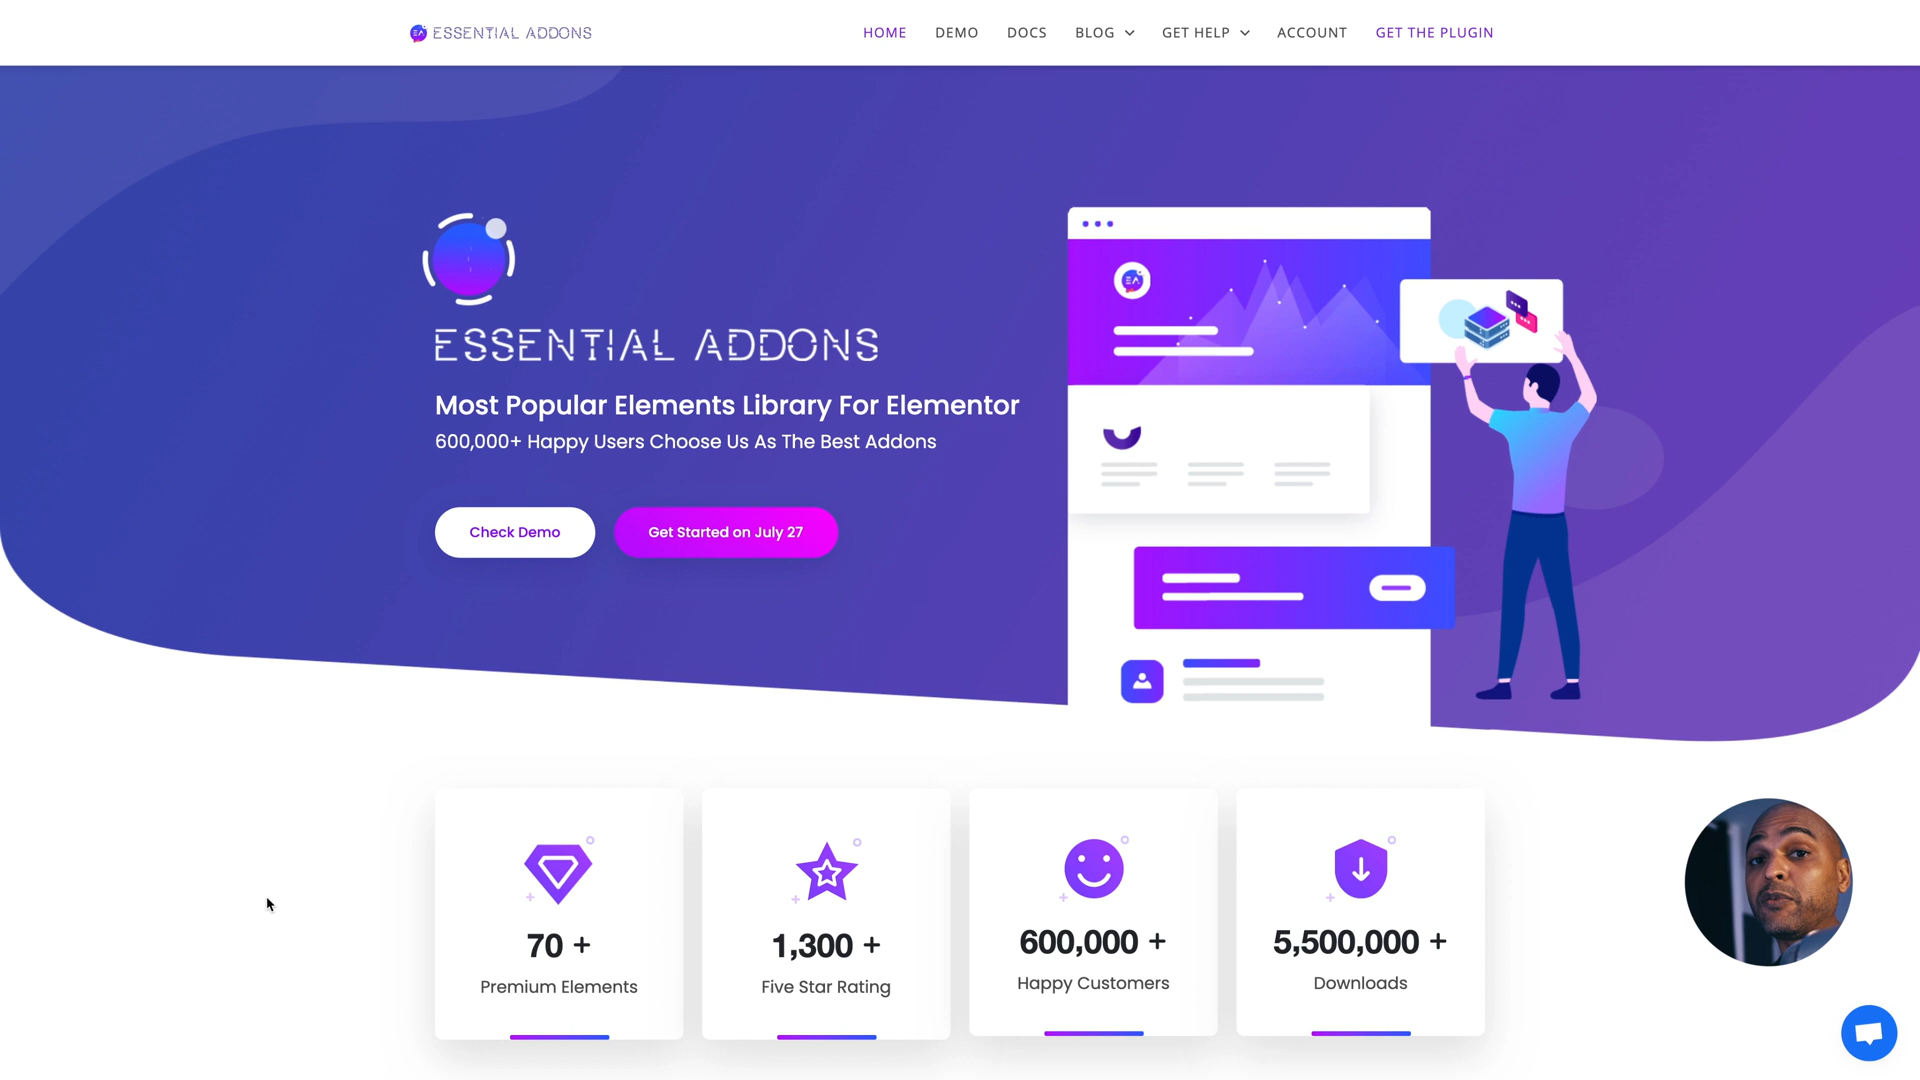 ESSENTIAL ADDONS
HOME
DEMO
DOCS
BLOG
GET HELP
ACCOUNT
GET THE PLUGIN
ESSENTIAL ADDONS
Most Popular Elements Library For Elementor
600,000+ Happy Users Choose Us As The Best Addons
Check Demo
Get Started on July 27
EA
70 +
Premium Elements
1,300 +
Five Star Rating
600,000 +
Happy Customers
5,500,000 +
Downloads